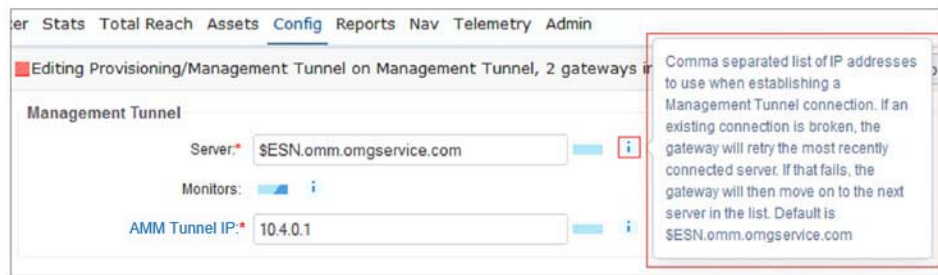 er Stats Total Reach Assets Config Reports Nav Telemetry Admin
Editing Provisioning/Management Tunnel on Management Tunnel, 2 gateways in
Management Tunnel
Server:* $ESN.omm.omgservice.com i
Monitors: i
AMM Tunnel IP:* 10.4.0.1 i
Comma separated list of IP addresses
to use when establishing a
Management Tunnel connection. If an
existing connection is broken, the
gateway will retry the most recently
connected server. If that fails, the
gateway will then move on to the next
server in the list. Default is
$ESN.omm.omgservice.com